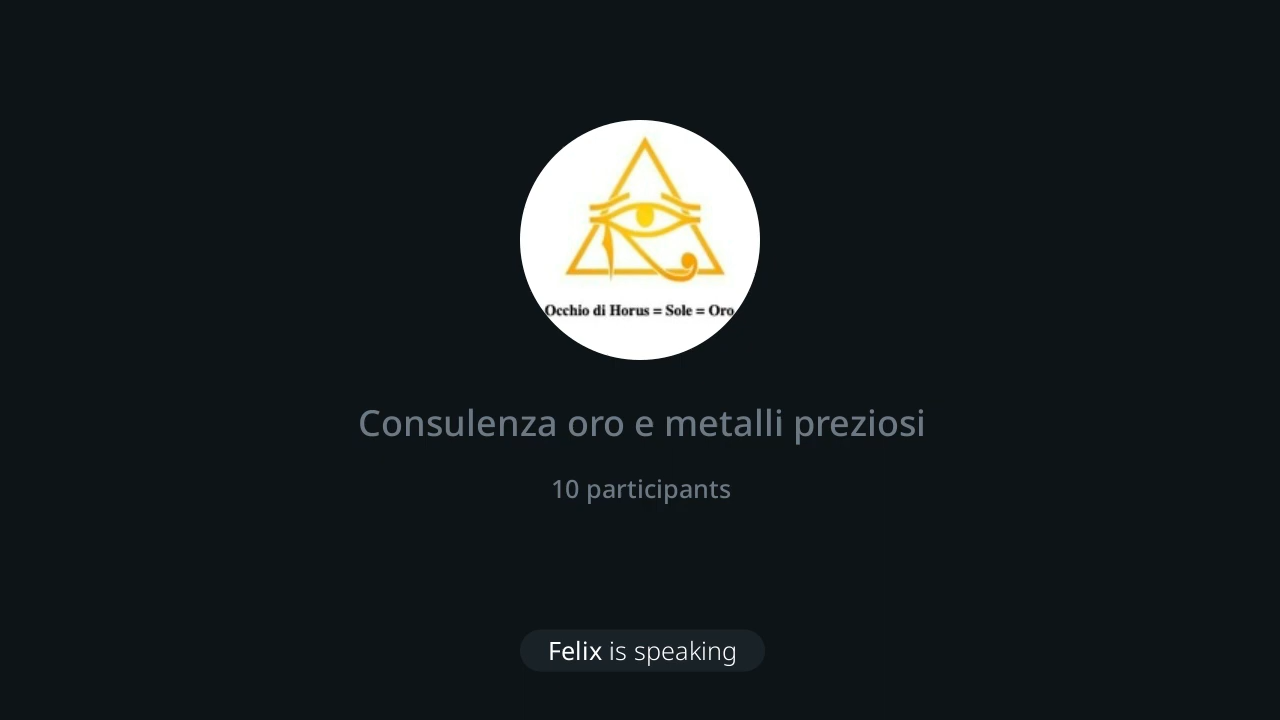 Occhio di Horus = Sole = Oro
Consulenza oro e metalli preziosi
10 participants
Felix is speaking